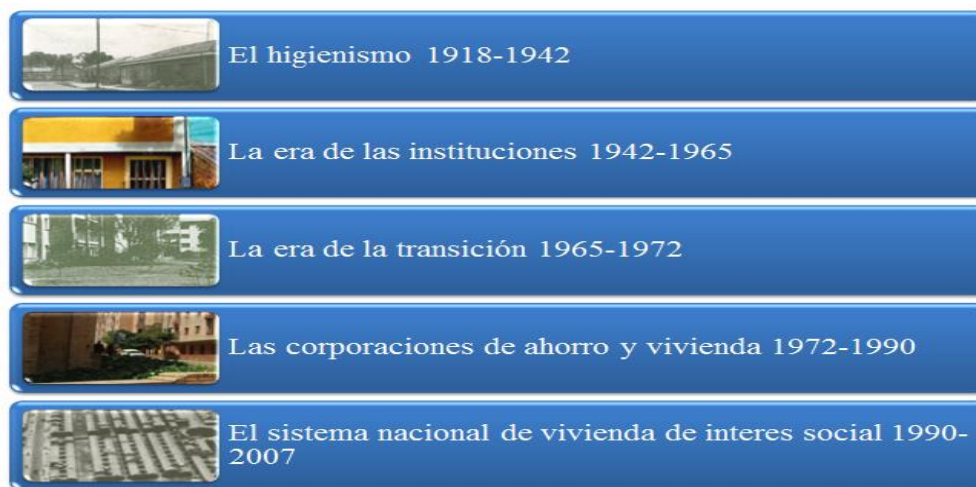 El higienismo 1918-1942
La era de las instituciones 1942-1965
La era de la transición 1965-1972
Las corporaciones de ahorro y vivienda 1972-1990
El sistema nacional de vivienda de interes social 1990-
2007